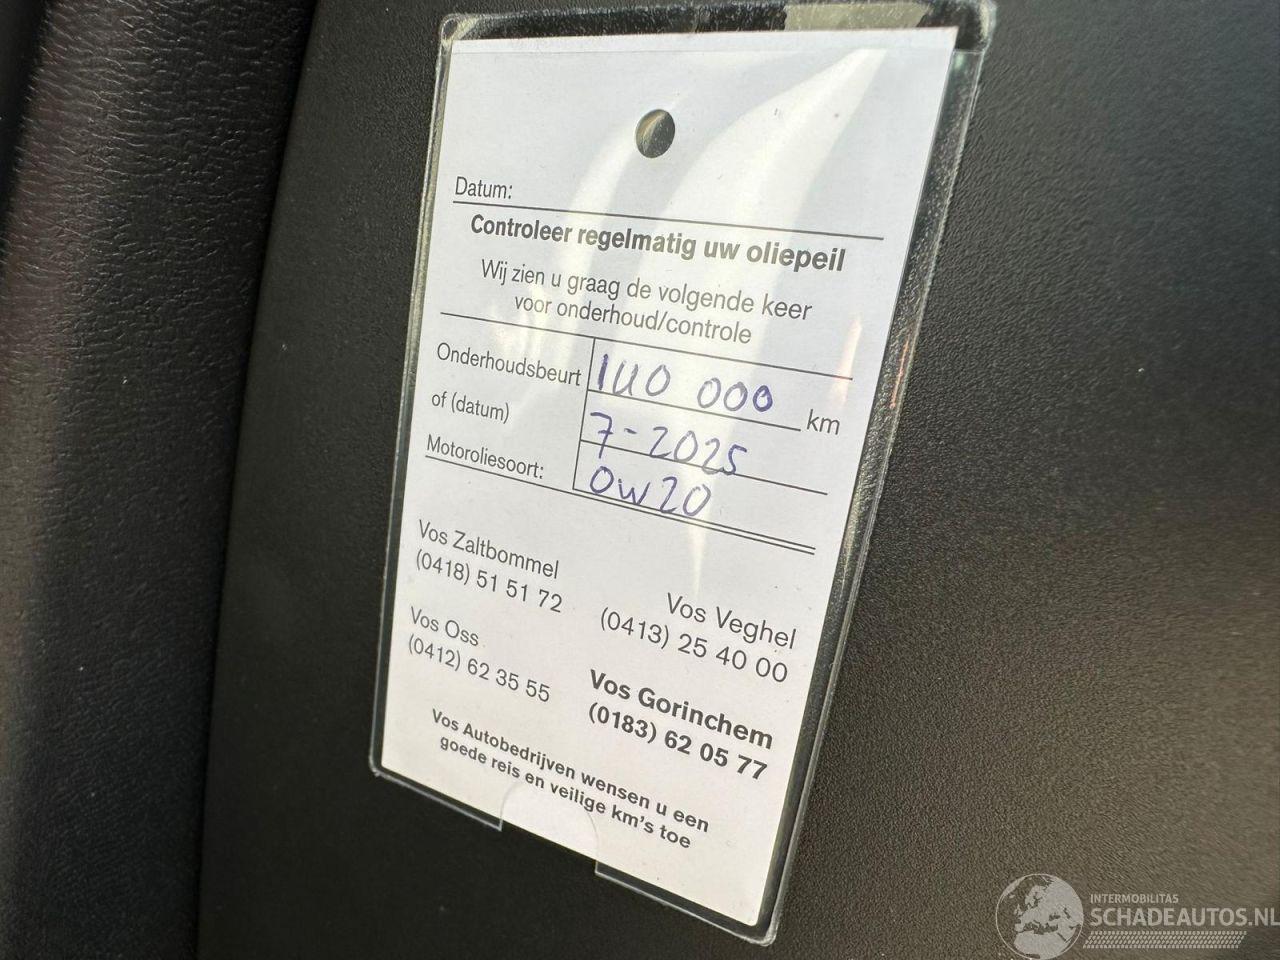 Datum:
Controleer regelmatig uw oliepeil
Wij zien u graag de volgende keer
voor onderhoud/controle
Onderhoudsbeurt 140 000 km
of (datum) 7-2025
Motoroliesoort: 0W20
Vos Zaltbommel
(0418) 51 51 72
Vos Veghel
(0413) 25 40 00
Vos Oss
(0412) 62 35 55
Vos Gorinchem
(0183) 62 05 77
Vos Autobedrijven wensen u een
goede reis en veilige km's toe
INTERMOBILITAS
SCHADEAUTOS.NL